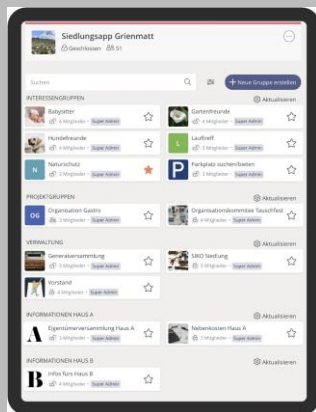 Siedlungsapp Grienmatt
Geschlossen 51
Suchen
+ Neue Gruppe erstellen
INTERESSENGRUPPEN Aktualisieren
Babysitter
4 Mitglieder · Super Admin
Gartenfreunde
3 Mitglieder · Super Admin
Hundefreunde
4 Mitglieder · Super Admin
L
Lauftreff
2 Mitglieder · Super Admin
N
Naturschutz
3 Mitglieder · Super Admin
P
Parkplatz suchen/bieten
3 Mitglieder · Super Admin
PROJEKTGRUPPEN Aktualisieren
OG
Organisation Gastro
3 Mitglieder · Super Admin
Organisationskomitee Tauschfest
4 Mitglieder · Super Admin
VERWALTUNG Aktualisieren
Generalversammlung
3 Mitglieder · Super Admin
SIKO Siedlung
3 Mitglieder · Super Admin
Vorstand
4 Mitglieder · Super Admin
INFORMATIONEN HAUS A Aktualisieren
A
Eigentümerversammlung Haus A
3 Mitglieder · Super Admin
Nebenkosten Haus A
3 Mitglieder · Super Admin
INFORMATIONEN HAUS B Aktualisieren
B
Infos fürs Haus B
4 Mitglieder · Super Admin